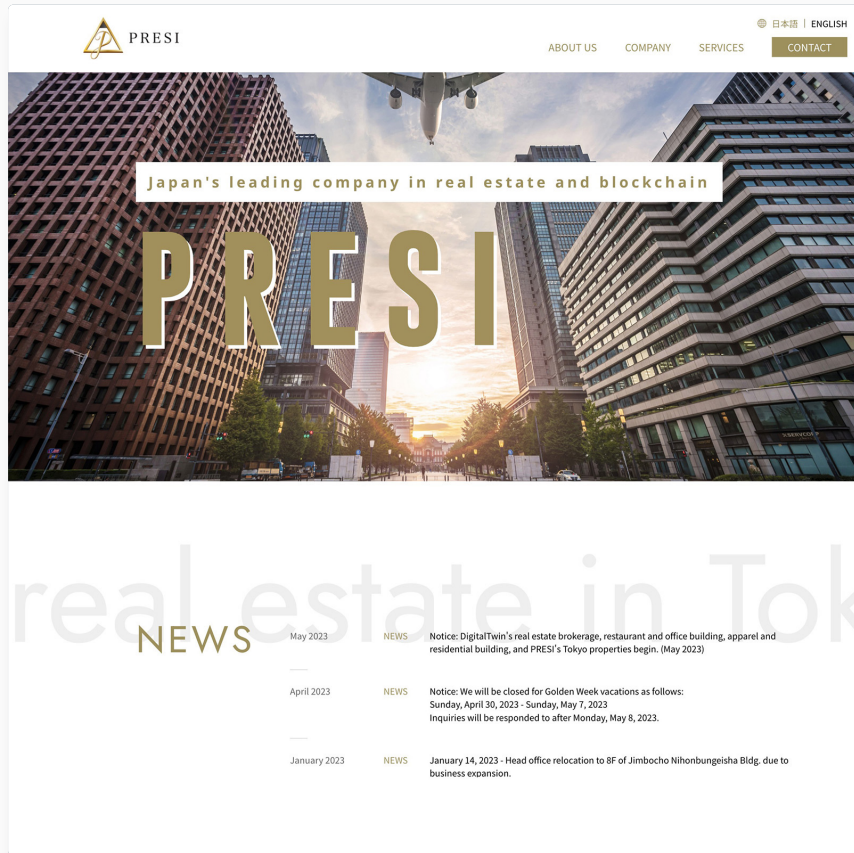 PRESI
日本語 | ENGLISH
ABOUT US COMPANY SERVICES CONTACT
Japan's leading company in real estate and blockchain
PRESI
real estate in Tok
NEWS
May 2023 NEWS Notice: DigitalTwin's real estate brokerage, restaurant and office building, apparel and
residential building, and PRESI's Tokyo properties begin. (May 2023)
April 2023 NEWS Notice: We will be closed for Golden Week vacations as follows:
Sunday, April 30, 2023 - Sunday, May 7, 2023
Inquiries will be responded to after Monday, May 8, 2023.
January 2023 NEWS January 14, 2023 - Head office relocation to 8F of Jimbocho Nihonbungeisha Bldg. due to
business expansion.